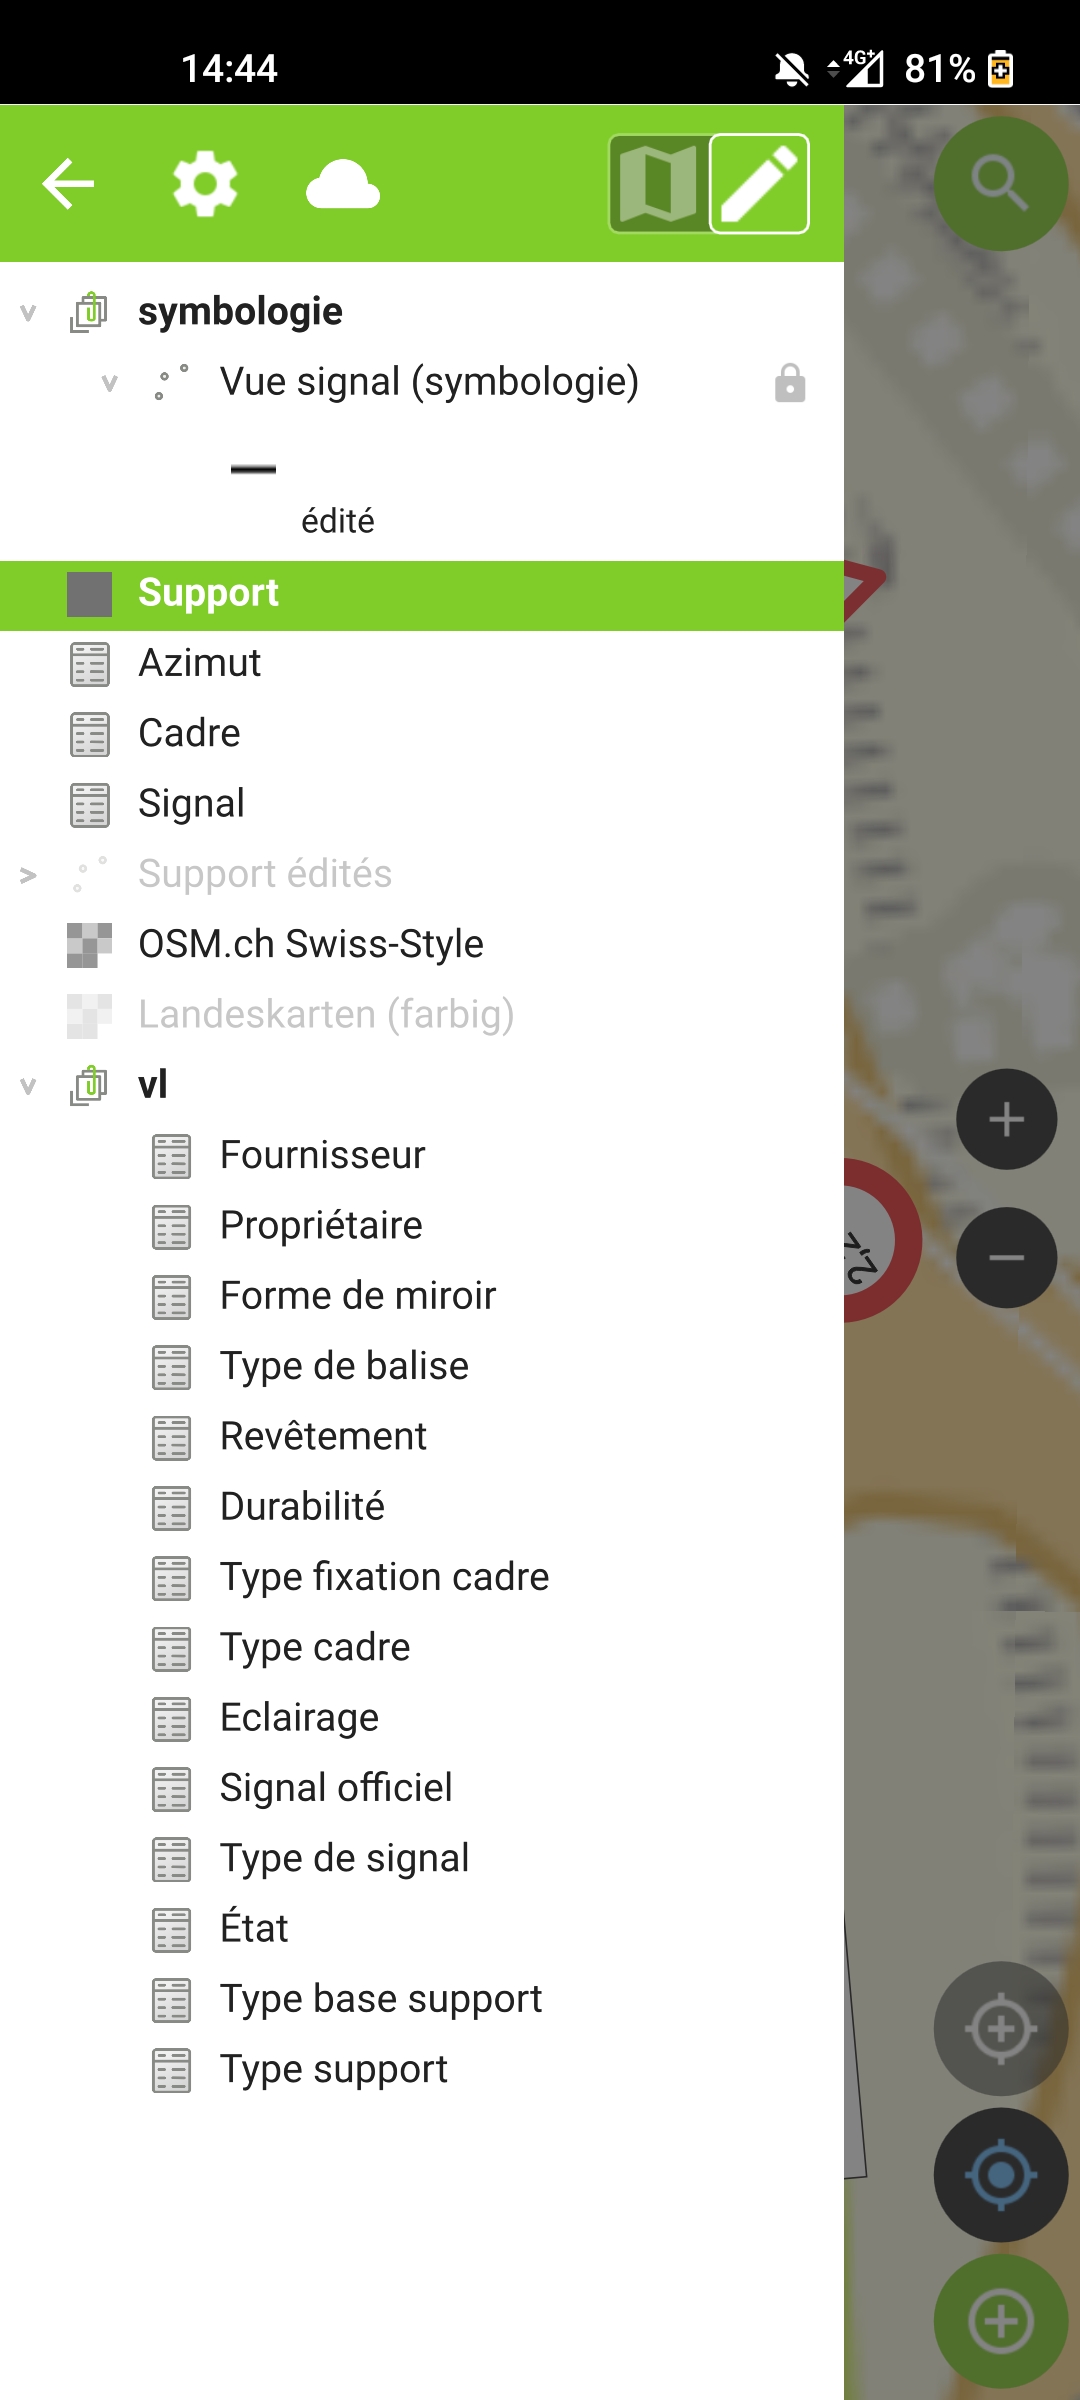 14:44
4G+ 81%
symbologie
Vue signal (symbologie)
édité
Support
Azimut
Cadre
Signal
Support édités
OSM.ch Swiss-Style
Landeskarten (farbig)
vl
Fournisseur
Propriétaire
Forme de miroir
Type de balise
Revêtement
Durabilité
Type fixation cadre
Type cadre
Eclairage
Signal officiel
Type de signal
État
Type base support
Type support